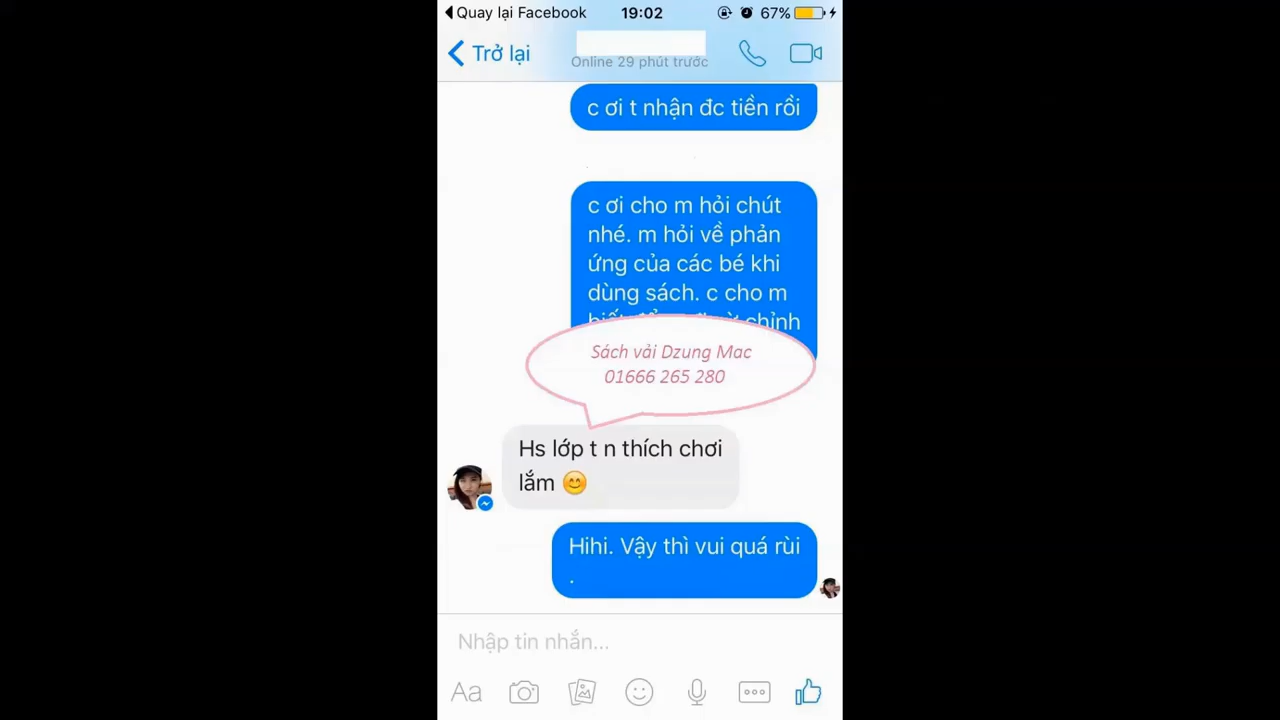 Quay lại Facebook
19:02
67%
Trở lại
Online 29 phút trước
c ơi t nhận đc tiền rồi
c ơi cho m hỏi chút
nhé. m hỏi về phản
ứng của các bé khi
dùng sách. c cho m
chỉnh
Sách vải Dzung Mac
01666 265 280
Hs lớp t n thích chơi
lắm 😊
Hihi. Vậy thì vui quá rùi
.
Nhập tin nhắn...
Aa